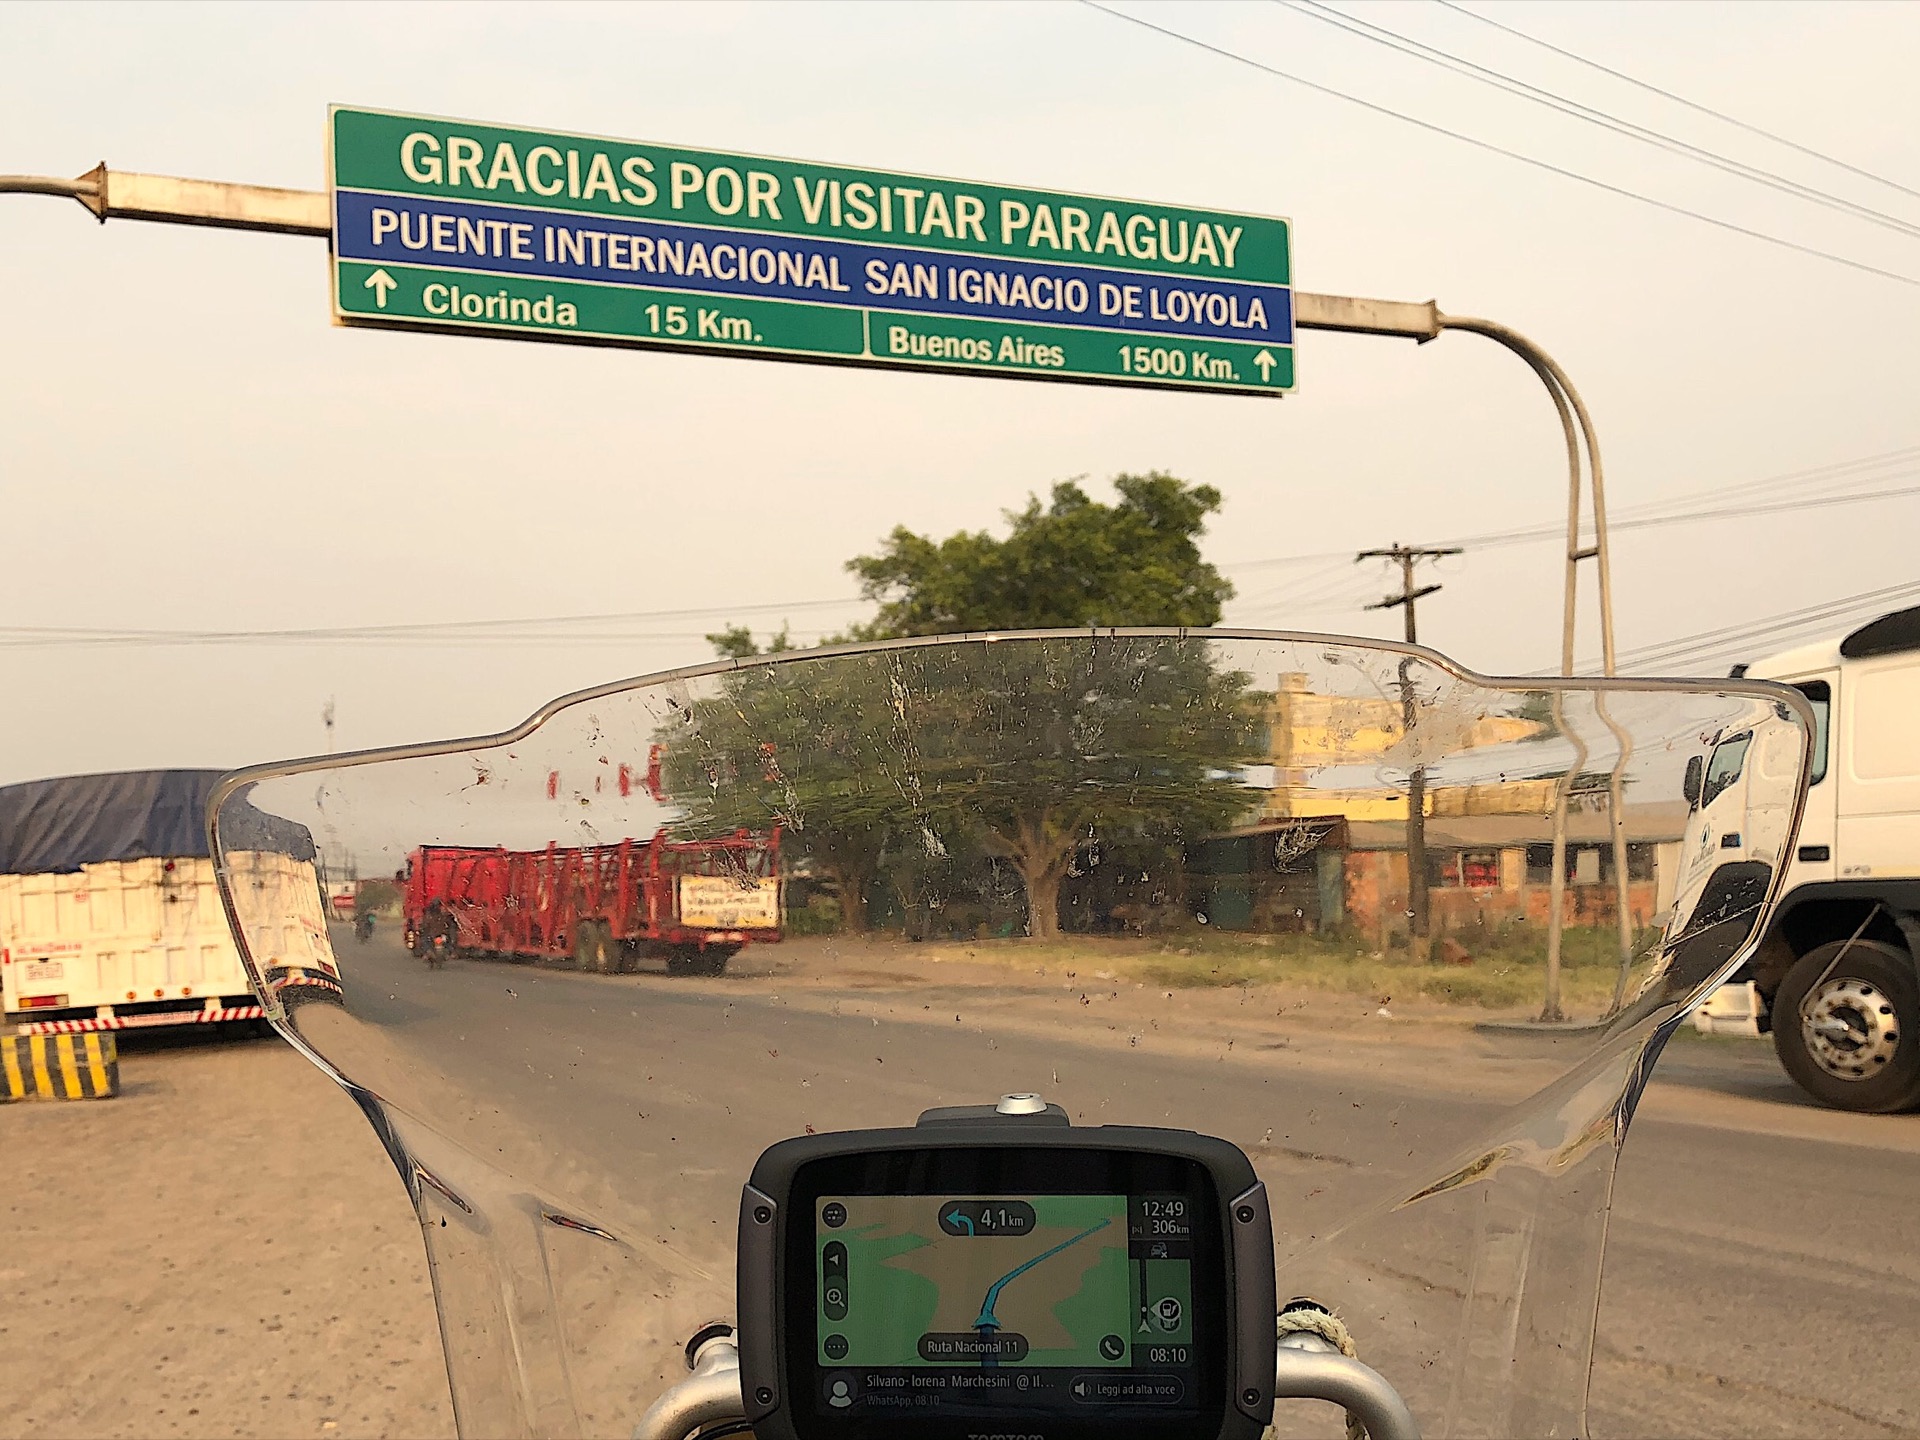 GRACIAS POR VISITAR PARAGUAY
PUENTE INTERNACIONAL SAN IGNACIO DE LOYOLA
↑ Clorinda 15 Km.
Buenos Aires 1500 Km. ↑
4,1 km
12:49
306 km
Ruta Nacional 11
08:10
Silvano-lorena Marchesini @ Il...
WhatsApp, 08:10
Leggi ad alta voce
TOMTOM